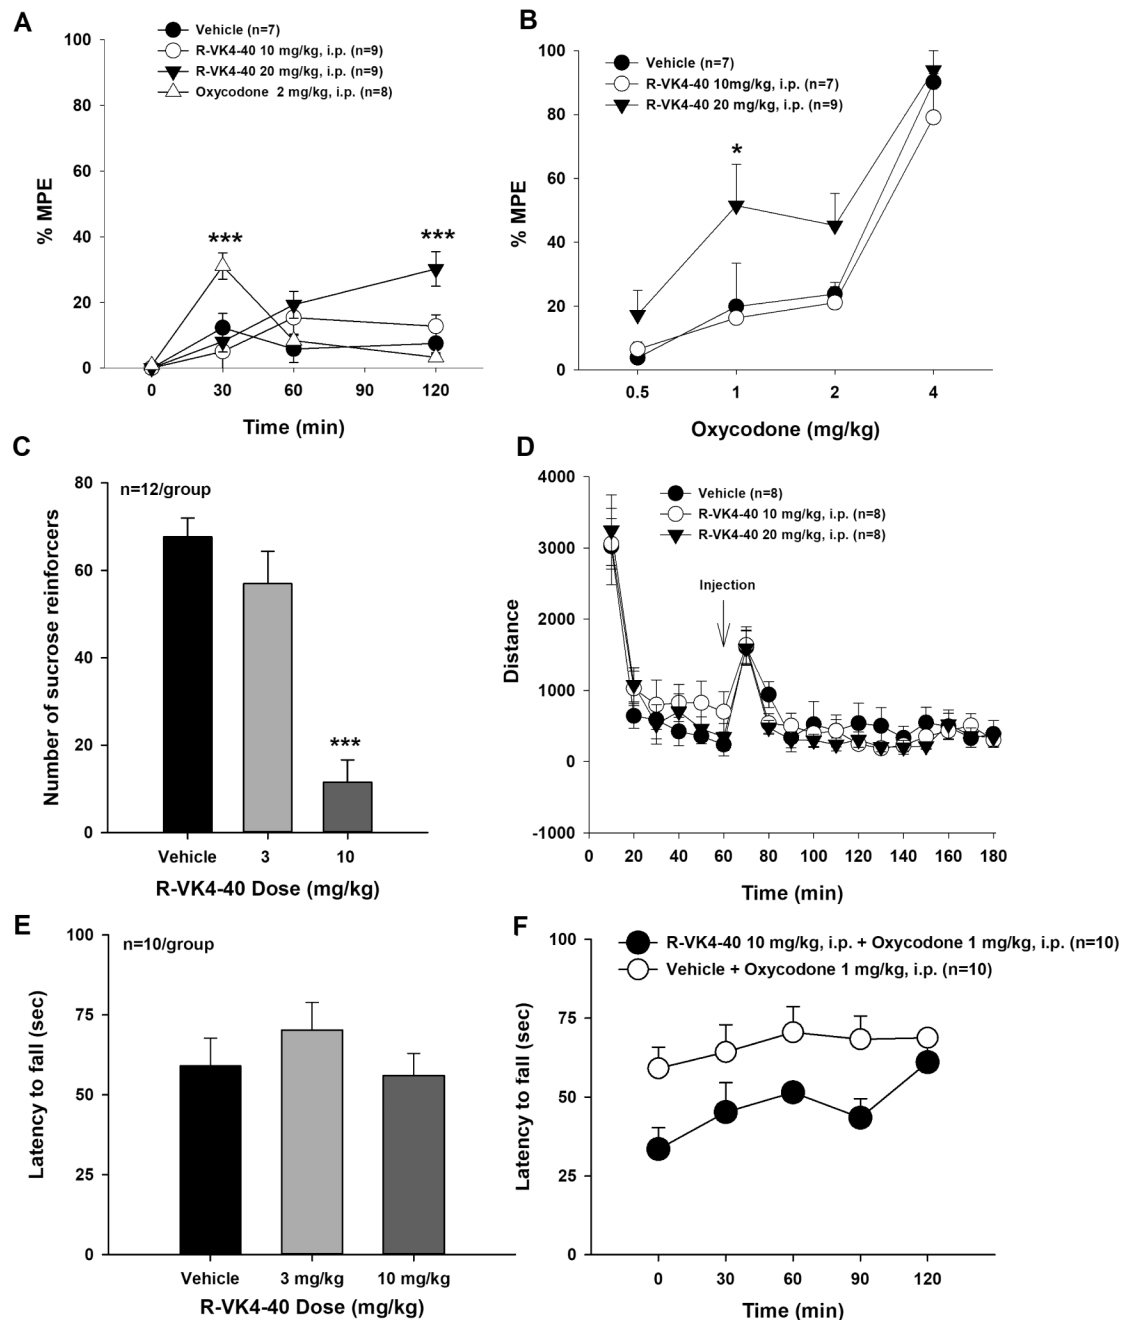 A
Vehicle (n=7)
R-VK4-40 10 mg/kg, i.p. (n=9)
R-VK4-40 20 mg/kg, i.p. (n=9)
Oxycodone 2 mg/kg, i.p. (n=8)
100
80
60
40
20
0
% MPE
***
***
0 30 60 90 120
Time (min)
B
Vehicle (n=7)
R-VK4-40 10mg/kg, i.p. (n=7)
R-VK4-40 20 mg/kg, i.p. (n=9)
100
80
60
40
20
0
% MPE
*
0.5 1 2 4
Oxycodone (mg/kg)
C
n=12/group
80
60
40
20
0
Number of sucrose reinforcers
***
Vehicle 3 10
R-VK4-40 Dose (mg/kg)
D
Vehicle (n=8)
R-VK4-40 10 mg/kg, i.p. (n=8)
R-VK4-40 20 mg/kg, i.p. (n=8)
Injection
4000
3000
2000
1000
0
-1000
Distance
0 20 40 60 80 100 120 140 160 180
Time (min)
E
n=10/group
100
75
50
25
0
Latency to fall (sec)
Vehicle 3 mg/kg 10 mg/kg
R-VK4-40 Dose (mg/kg)
F
R-VK4-40 10 mg/kg, i.p. + Oxycodone 1 mg/kg, i.p. (n=10)
Vehicle + Oxycodone 1 mg/kg, i.p. (n=10)
100
75
50
25
0
Latency to fall (sec)
0 30 60 90 120
Time (min)